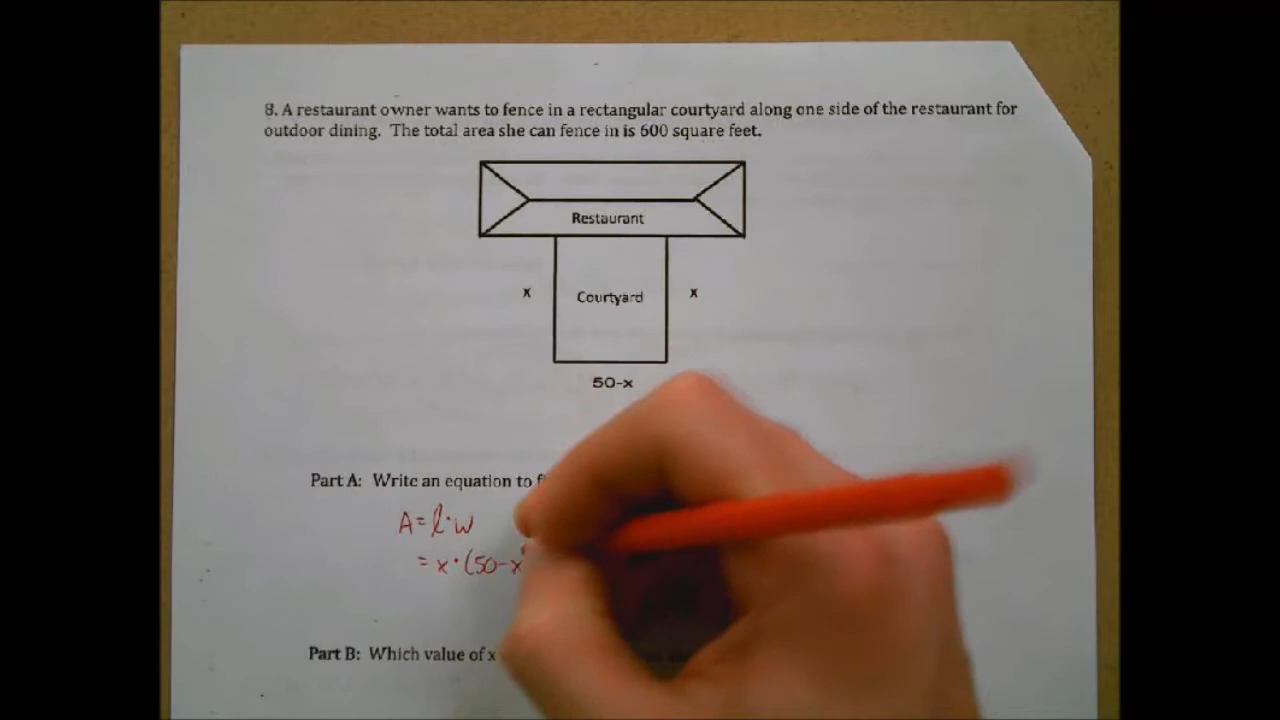 8. A restaurant owner wants to fence in a rectangular courtyard along one side of the restaurant for
outdoor dining. The total area she can fence in is 600 square feet.
Restaurant
x
Courtyard
x
50-x
Part A: Write an equation to
A=l·w
= x·(50-x
Part B: Which value of x